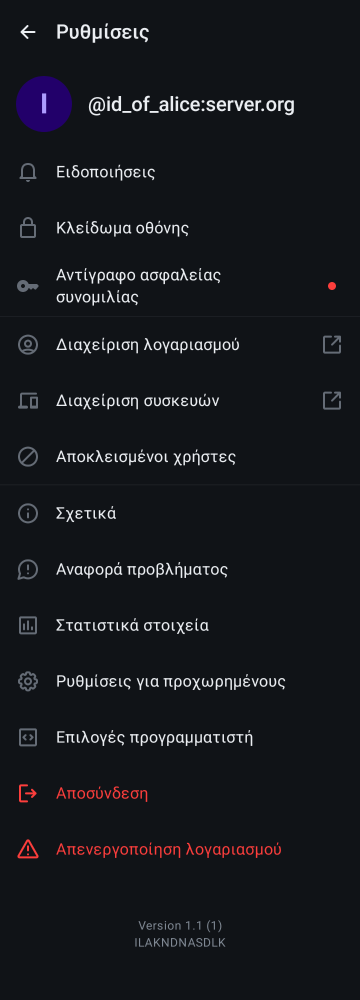 Ρυθμίσεις
I
@id_of_alice:server.org
Ειδοποιήσεις
Κλείδωμα οθόνης
Αντίγραφο ασφαλείας
συνομιλίας
Διαχείριση λογαριασμού
Διαχείριση συσκευών
Αποκλεισμένοι χρήστες
Σχετικά
Αναφορά προβλήματος
Στατιστικά στοιχεία
Ρυθμίσεις για προχωρημένους
Επιλογές προγραμματιστή
Αποσύνδεση
Απενεργοποίηση λογαριασμού
Version 1.1 (1)
ILAKNDNASDLK